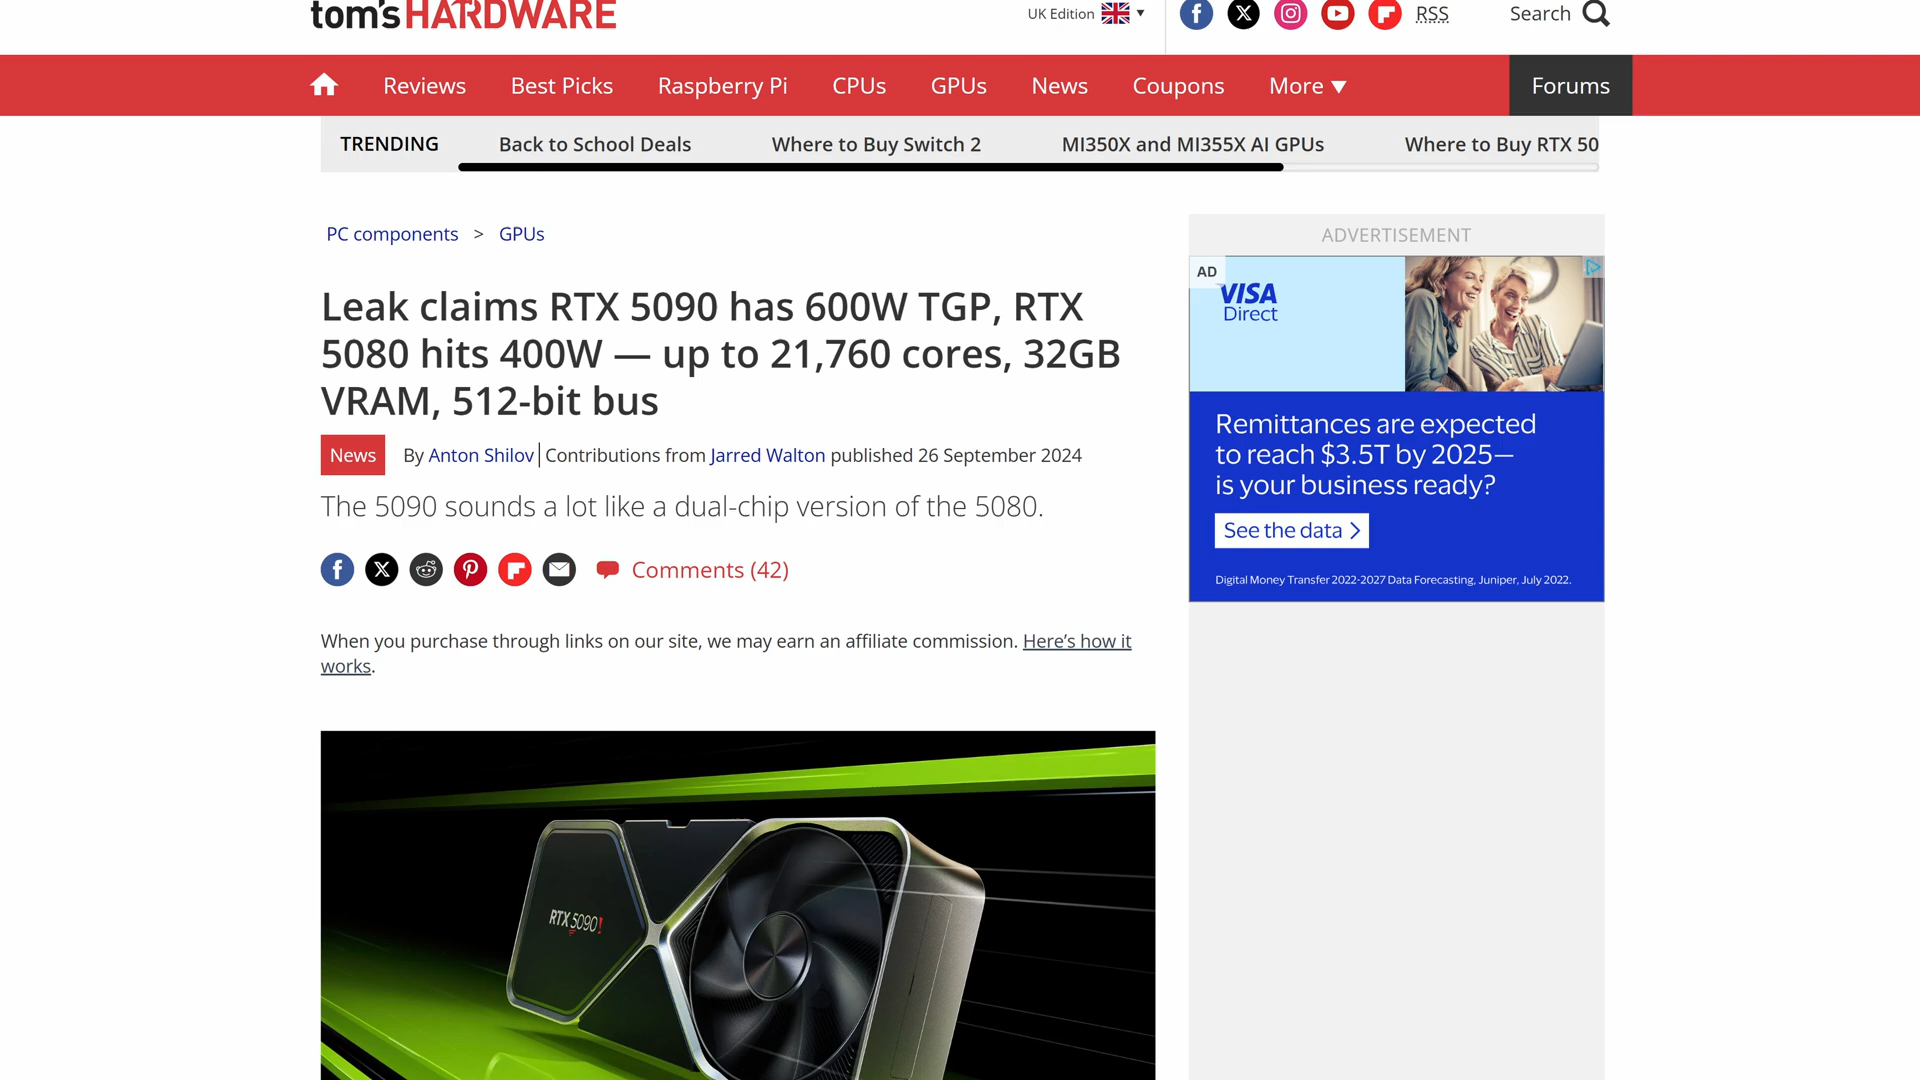 tom's HARDWARE
UK Edition
RSS
Search
Reviews
Best Picks
Raspberry Pi
CPUs
GPUs
News
Coupons
More
Forums
TRENDING
Back to School Deals
Where to Buy Switch 2
MI350X and MI355X AI GPUs
Where to Buy RTX 50
PC components > GPUs
Leak claims RTX 5090 has 600W TGP, RTX
5080 hits 400W — up to 21,760 cores, 32GB
VRAM, 512-bit bus
News
By Anton Shilov | Contributions from Jarred Walton published 26 September 2024
The 5090 sounds a lot like a dual-chip version of the 5080.
Comments (42)
When you purchase through links on our site, we may earn an affiliate commission. Here's how it
works.
RTX 5090!
ADVERTISEMENT
AD
VISA
Direct
Remittances are expected
to reach $3.5T by 2025—
is your business ready?
See the data
Digital Money Transfer 2022-2027 Data Forecasting, Juniper, July 2022.